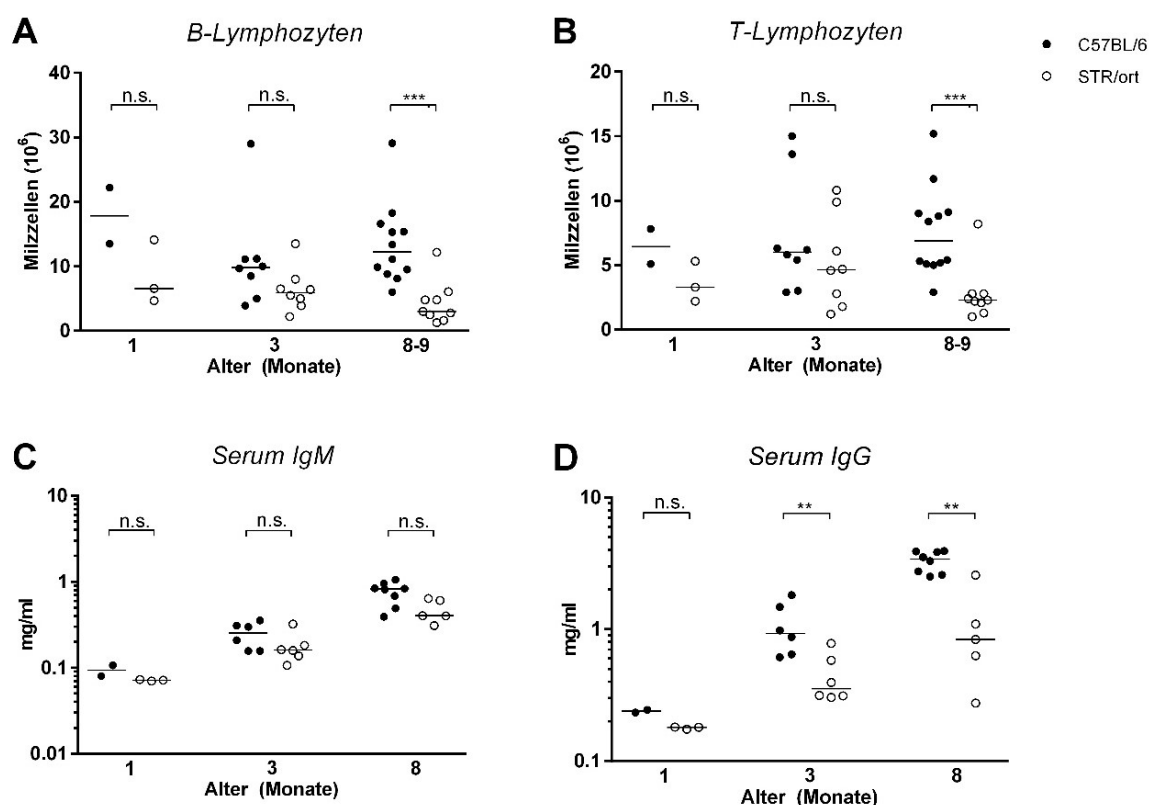 A
B-Lymphozyten
Milzzellen (10⁶)
40
30
20
10
0
n.s.
n.s.
***
1
3
8-9
Alter (Monate)
B
T-Lymphozyten
Milzzellen (10⁶)
20
15
10
5
0
n.s.
n.s.
***
1
3
8-9
Alter (Monate)
C57BL/6
STR/ort
C
Serum IgM
mg/ml
10
1
0.1
0.01
n.s.
n.s.
n.s.
1
3
8
Alter (Monate)
D
Serum IgG
mg/ml
10
1
0.1
n.s.
**
**
1
3
8
Alter (Monate)